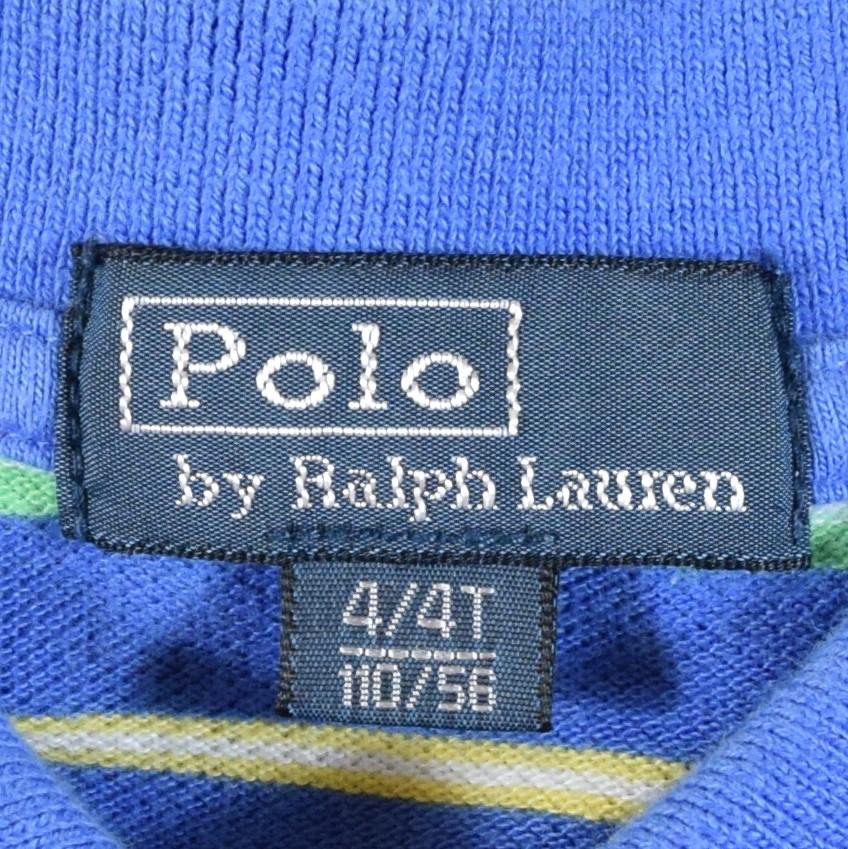 Polo
by Ralph Lauren
4/4T
110/56